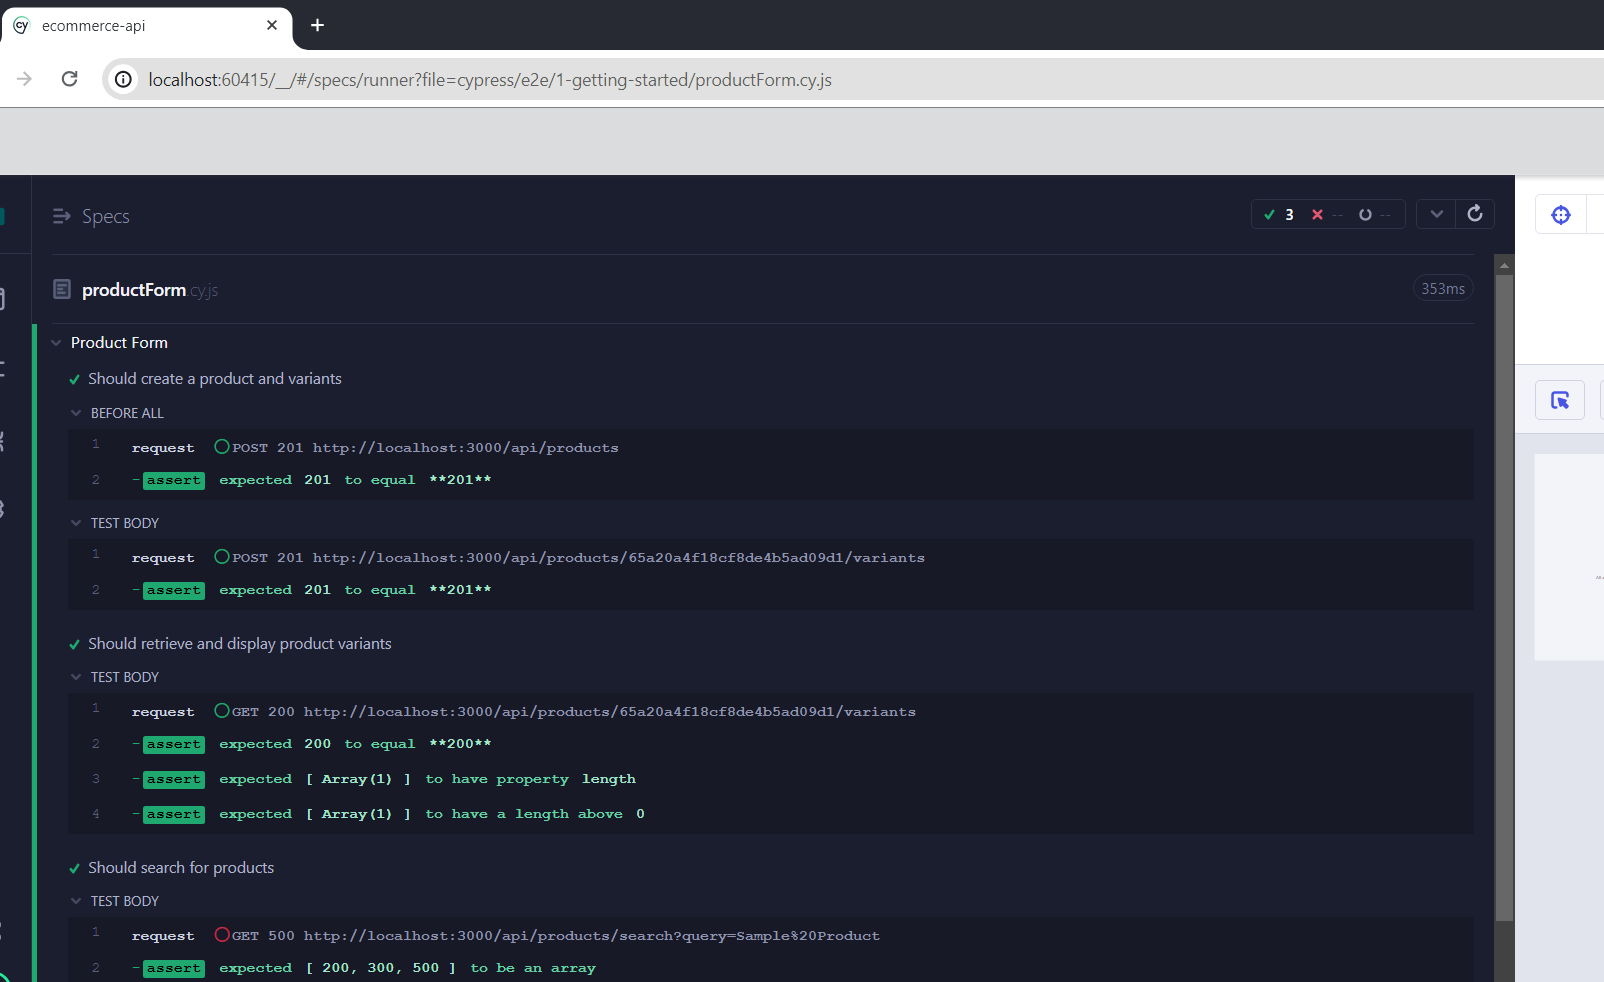 cy ecommerce-api
localhost:60415/__/#/specs/runner?file=cypress/e2e/1-getting-started/productForm.cy.js
Specs
3 -- --
productForm.cy.js
353ms
Product Form
Should create a product and variants
BEFORE ALL
1 request POST 201 http://localhost:3000/api/products
2 -assert expected 201 to equal **201**
TEST BODY
1 request POST 201 http://localhost:3000/api/products/65a20a4f18cf8de4b5ad09d1/variants
2 -assert expected 201 to equal **201**
Should retrieve and display product variants
TEST BODY
1 request GET 200 http://localhost:3000/api/products/65a20a4f18cf8de4b5ad09d1/variants
2 -assert expected 200 to equal **200**
3 -assert expected [ Array(1) ] to have property length
4 -assert expected [ Array(1) ] to have a length above 0
Should search for products
TEST BODY
1 request GET 500 http://localhost:3000/api/products/search?query=Sample%20Product
2 -assert expected [ 200, 300, 500 ] to be an array